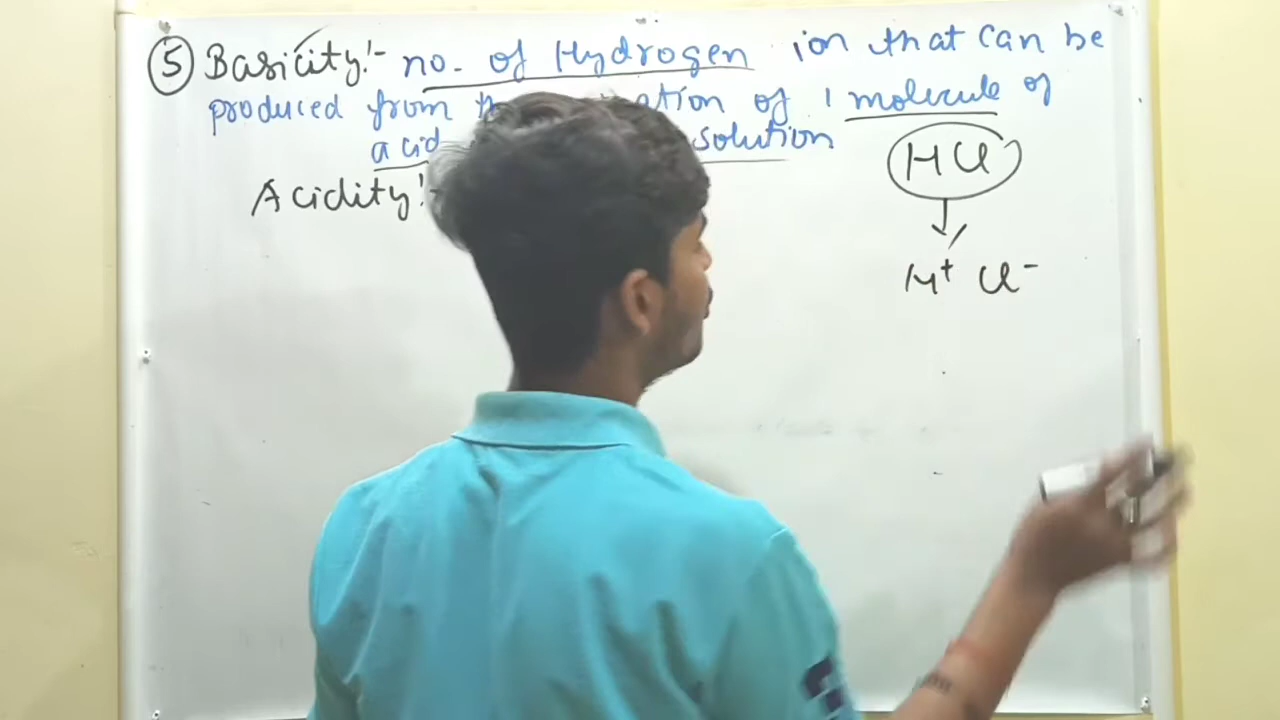 5 Basicity:- no. of Hydrogen ion that can be
produced from of 1 molecule of
acid solution
HCl
Acidity:-
H+ Cl-